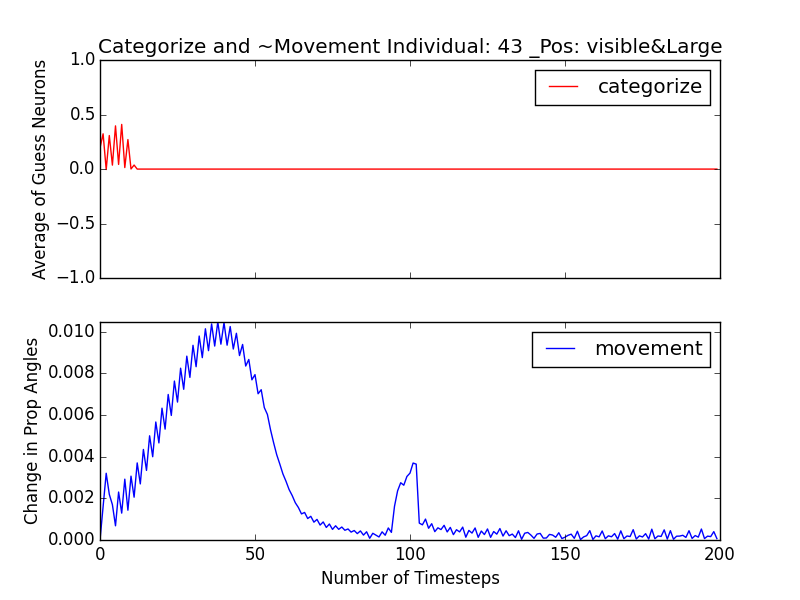 Categorize and ~Movement Individual: 43 _Pos: visible&Large
Average of Guess Neurons
1.0
0.5
0.0
−0.5
−1.0
categorize
Change in Prop Angles
0.010
0.008
0.006
0.004
0.002
0.000
movement
0 50 100 150 200
Number of Timesteps